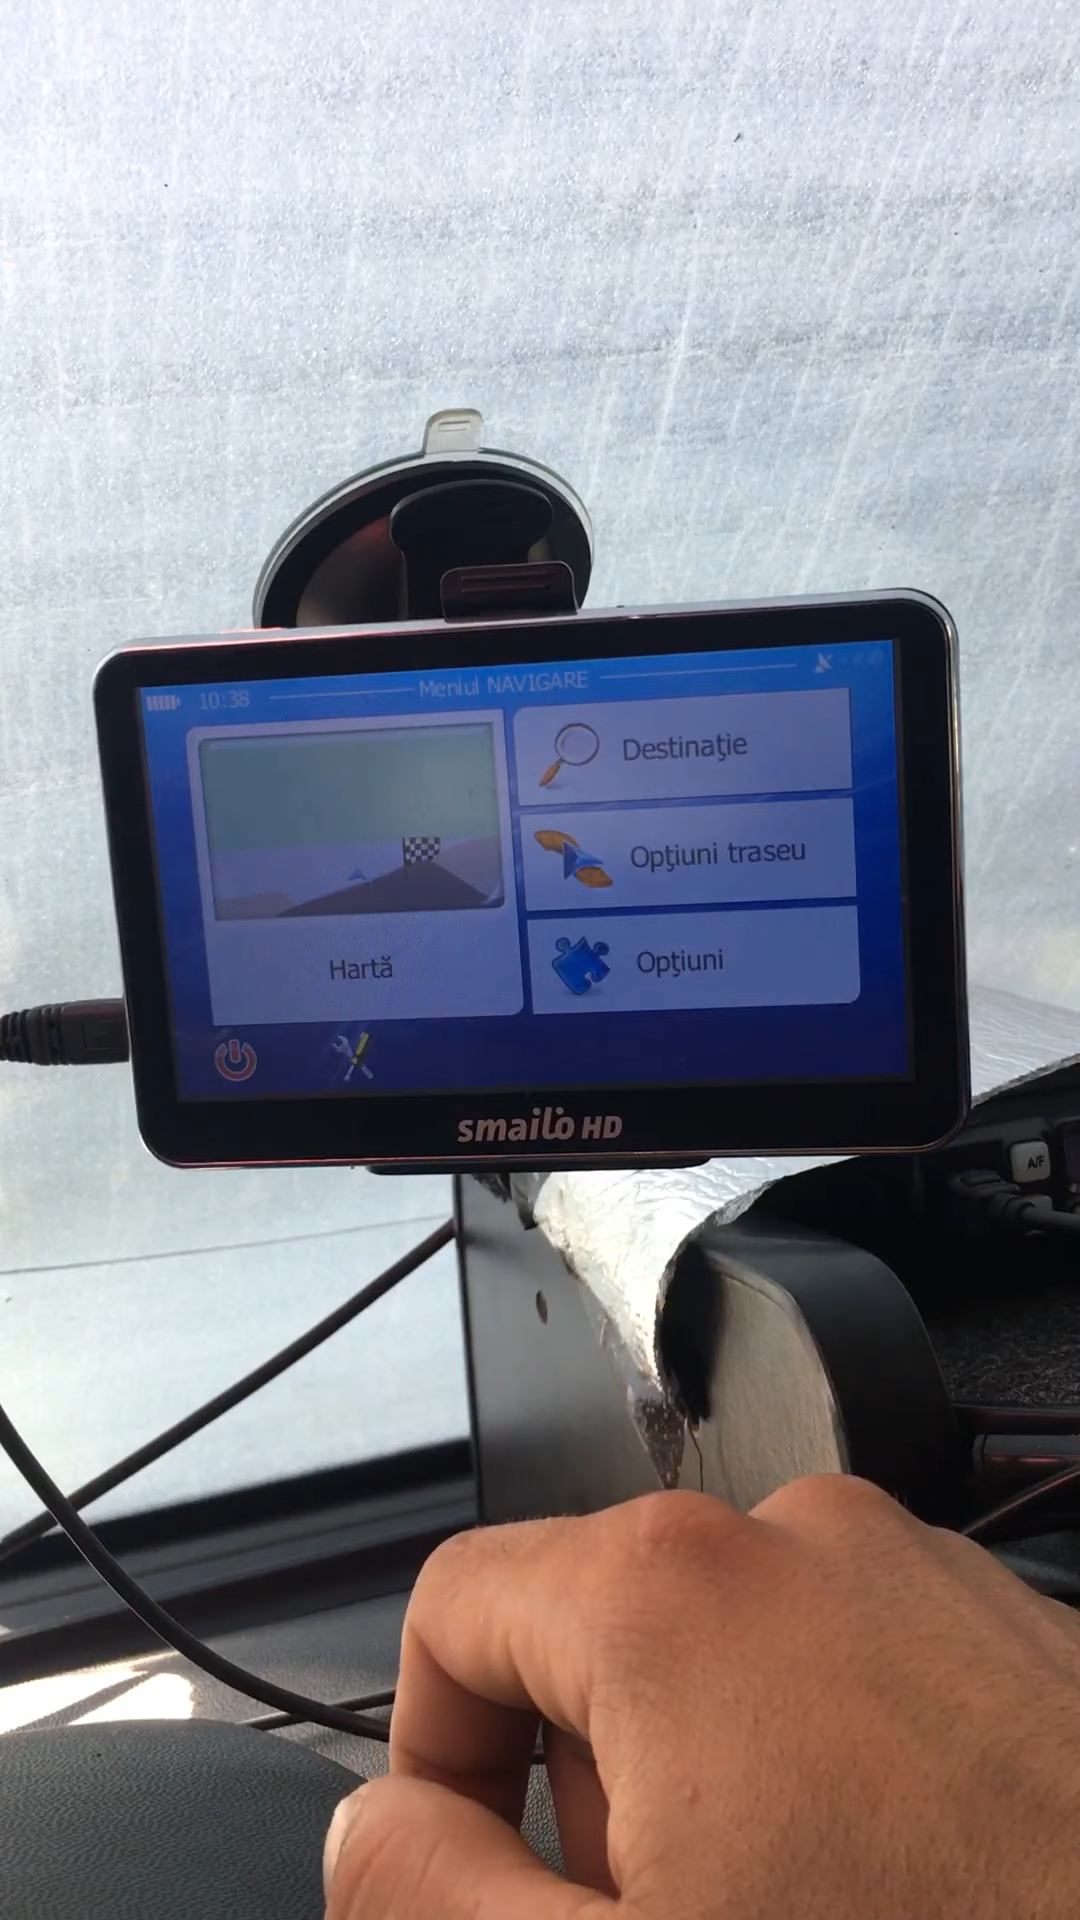 10:38 Meniul NAVIGARE
Destinaţie
Opţiuni traseu
Opţiuni
Hartă
smailo HD
A/F